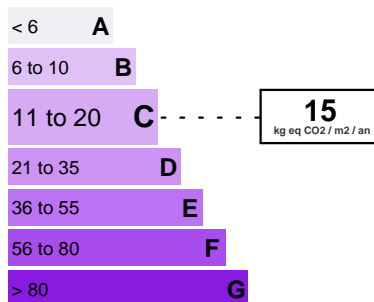 < 6 A
6 to 10 B
11 to 20 C
15
kg eq CO2 / m2 / an
21 to 35 D
36 to 55 E
56 to 80 F
> 80 G